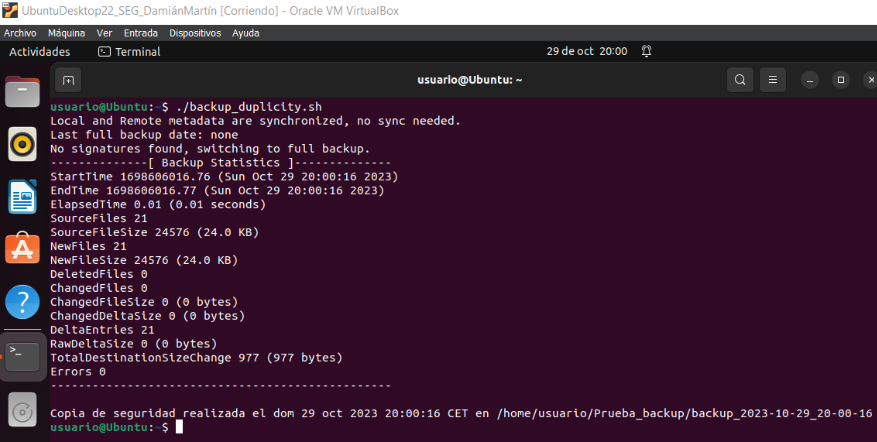 UbuntuDesktop22_SEG_DamiánMartín [Corriendo] - Oracle VM VirtualBox
Archivo Máquina Ver Entrada Dispositivos Ayuda
Actividades Terminal 29 de oct 20:00
usuario@Ubuntu: ~
usuario@Ubuntu:~$ ./backup_duplicity.sh
Local and Remote metadata are synchronized, no sync needed.
Last full backup date: none
No signatures found, switching to full backup.
--------------[ Backup Statistics ]--------------
StartTime 1698606016.76 (Sun Oct 29 20:00:16 2023)
EndTime 1698606016.77 (Sun Oct 29 20:00:16 2023)
ElapsedTime 0.01 (0.01 seconds)
SourceFiles 21
SourceFileSize 24576 (24.0 KB)
NewFiles 21
NewFileSize 24576 (24.0 KB)
DeletedFiles 0
ChangedFiles 0
ChangedFileSize 0 (0 bytes)
ChangedDeltaSize 0 (0 bytes)
DeltaEntries 21
RawDeltaSize 0 (0 bytes)
TotalDestinationSizeChange 977 (977 bytes)
Errors 0
-------------------------------------------------
Copia de seguridad realizada el dom 29 oct 2023 20:00:16 CET en /home/usuario/Prueba_backup/backup_2023-10-29_20-00-16
usuario@Ubuntu:~$